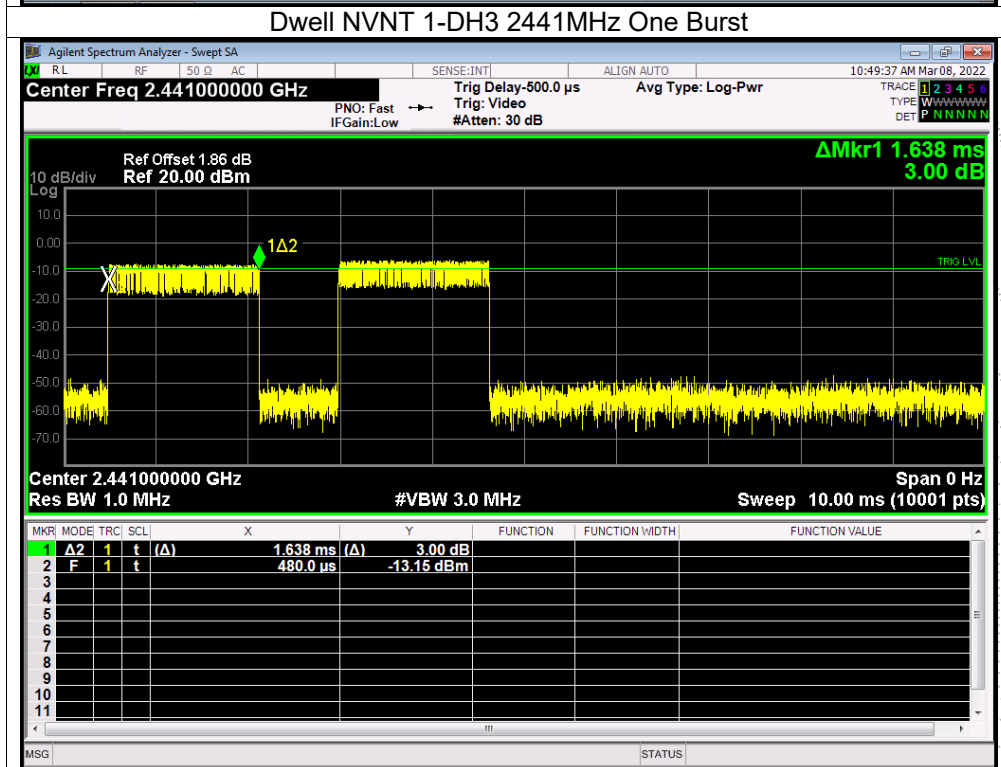 Dwell NVNT 1-DH3 2441MHz One Burst
Agilent Spectrum Analyzer - Swept SA
LXI RL RF 50 Ω AC SENSE:INT ALIGN AUTO 10:49:37 AM Mar 08, 2022
Center Freq 2.441000000 GHz
PNO: Fast
IFGain:Low
Trig Delay-500.0 µs
Trig: Video
#Atten: 30 dB
Avg Type: Log-Pwr
TRACE 1 2 3 4 5 6
TYPE WWWWWW
DET P N N N N N
ΔMkr1 1.638 ms
3.00 dB
Ref Offset 1.86 dB
Ref 20.00 dBm
10 dB/div
Log
10.0
0.00
-10.0
-20.0
-30.0
-40.0
-50.0
-60.0
-70.0
X
1Δ2
TRIG LVL
Center 2.441000000 GHz Span 0 Hz
Res BW 1.0 MHz #VBW 3.0 MHz Sweep 10.00 ms (10001 pts)
MKR MODE TRC SCL X Y FUNCTION FUNCTION WIDTH FUNCTION VALUE
1 Δ2 1 t (Δ) 1.638 ms (Δ) 3.00 dB
2 F 1 t 480.0 µs -13.15 dBm
3
4
5
6
7
8
9
10
11
MSG STATUS